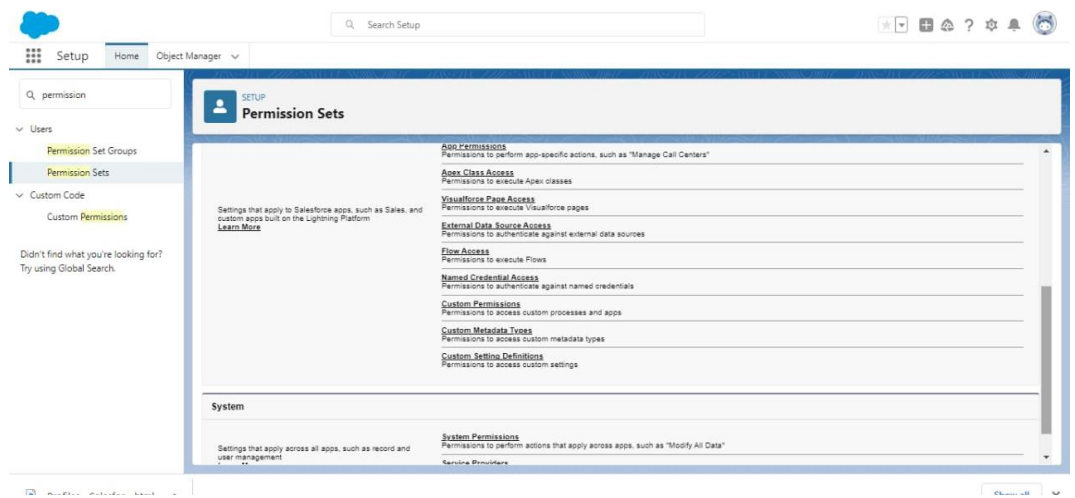 Search Setup
Setup
Home
Object Manager
permission
Users
Permission Set Groups
Permission Sets
Custom Code
Custom Permissions
Didn't find what you're looking for?
Try using Global Search.
SETUP
Permission Sets
Settings that apply to Salesforce apps, such as Sales, and
custom apps built on the Lightning Platform
Learn More
App Permissions
Permissions to perform app-specific actions, such as "Manage Call Centers"
Apex Class Access
Permissions to execute Apex classes
Visualforce Page Access
Permissions to execute Visualforce pages
External Data Source Access
Permissions to authenticate against external data sources
Flow Access
Permissions to execute Flows
Named Credential Access
Permissions to authenticate against named credentials
Custom Permissions
Permissions to access custom processes and apps
Custom Metadata Types
Permissions to access custom metadata types
Custom Setting Definitions
Permissions to access custom settings
System
Settings that apply across all apps, such as record and
user management
System Permissions
Permissions to perform actions that apply across apps, such as "Modify All Data"
Service Providers
Show all